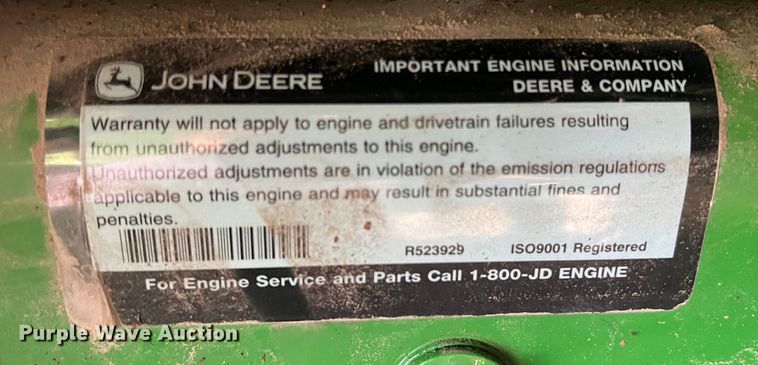 JOHN DEERE
IMPORTANT ENGINE INFORMATION
DEERE & COMPANY
Warranty will not apply to engine and drivetrain failures resulting
from unauthorized adjustments to this engine.
Unauthorized adjustments are in violation of the emission regulations
applicable to this engine and may result in substantial fines and
penalties.
R523929 ISO9001 Registered
For Engine Service and Parts Call 1-800-JD ENGINE
Purple Wave Auction